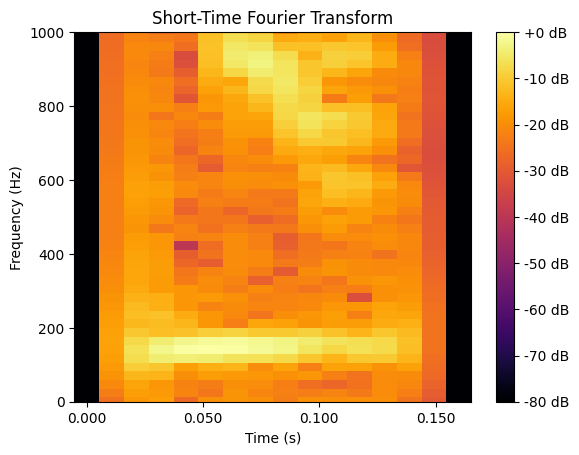 Short-Time Fourier Transform
1000
800
600
400
200
0
Frequency (Hz)
0.000
0.050
0.100
0.150
Time (s)
+0 dB
-10 dB
-20 dB
-30 dB
-40 dB
-50 dB
-60 dB
-70 dB
-80 dB